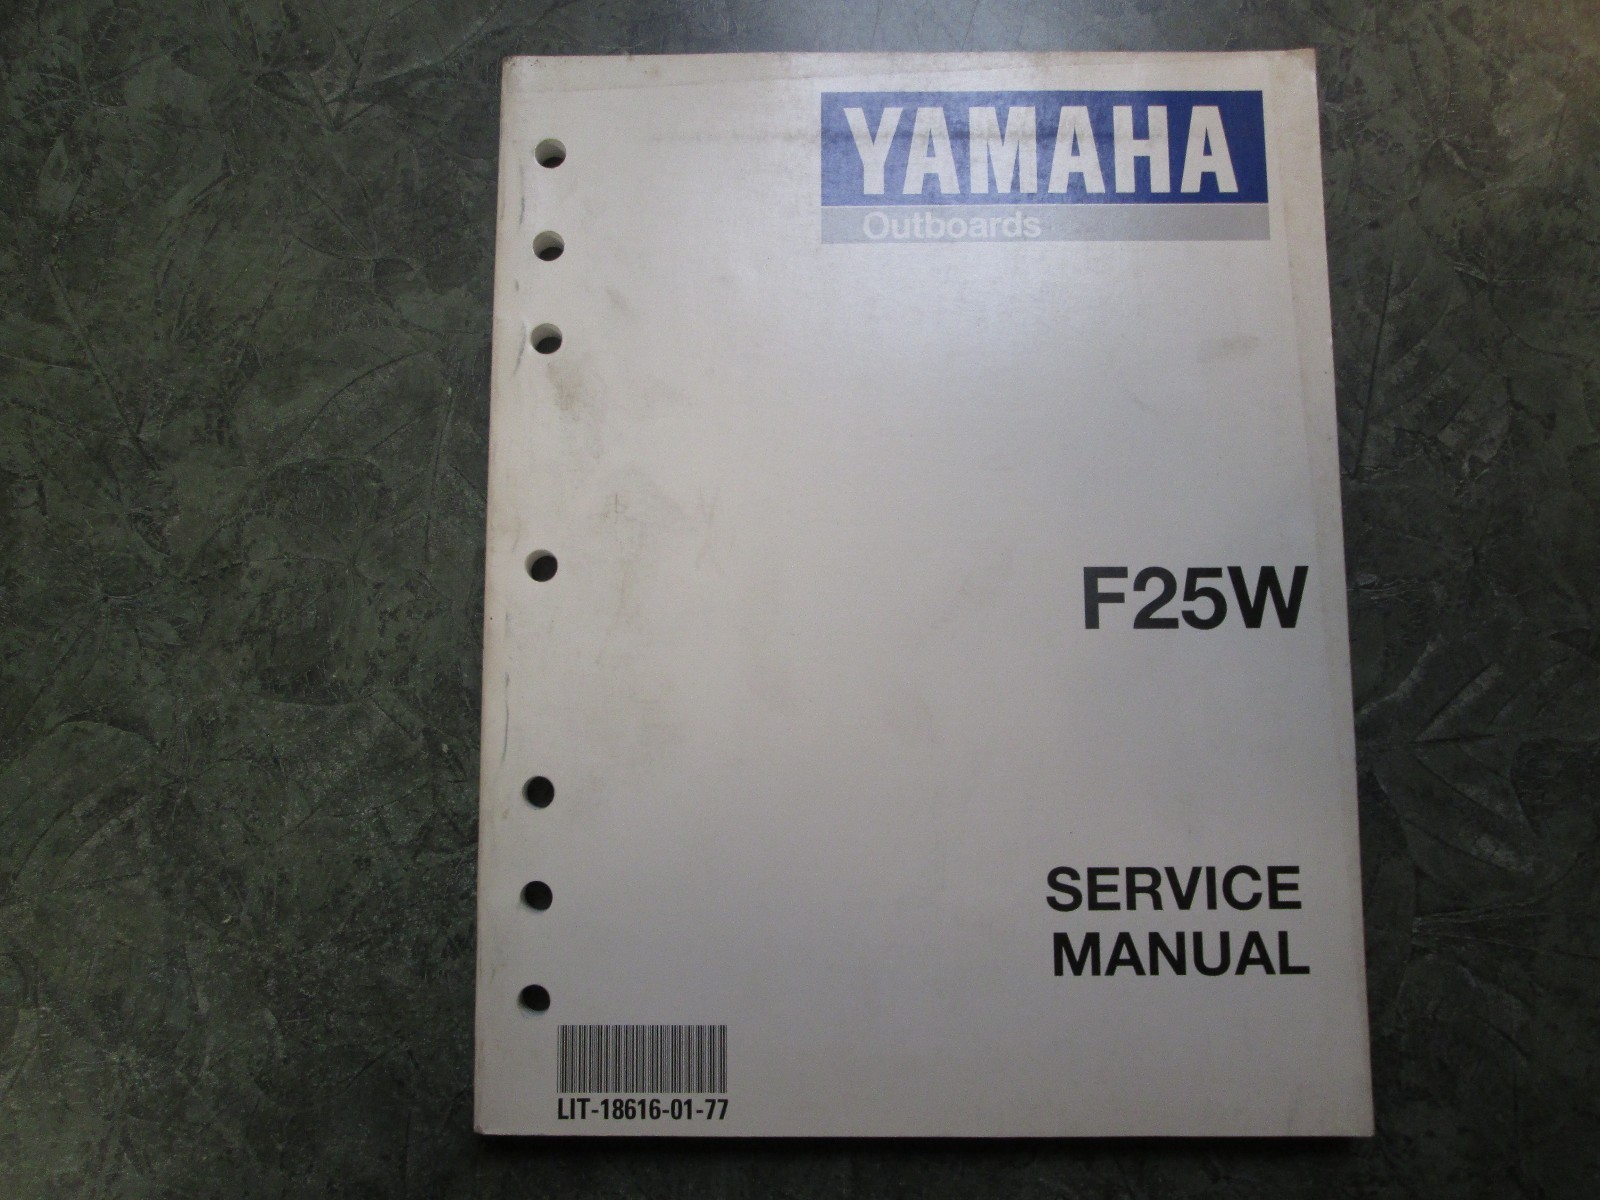 YAMAHA
Outboards
F25W
SERVICE
MANUAL
LIT-18616-01-77